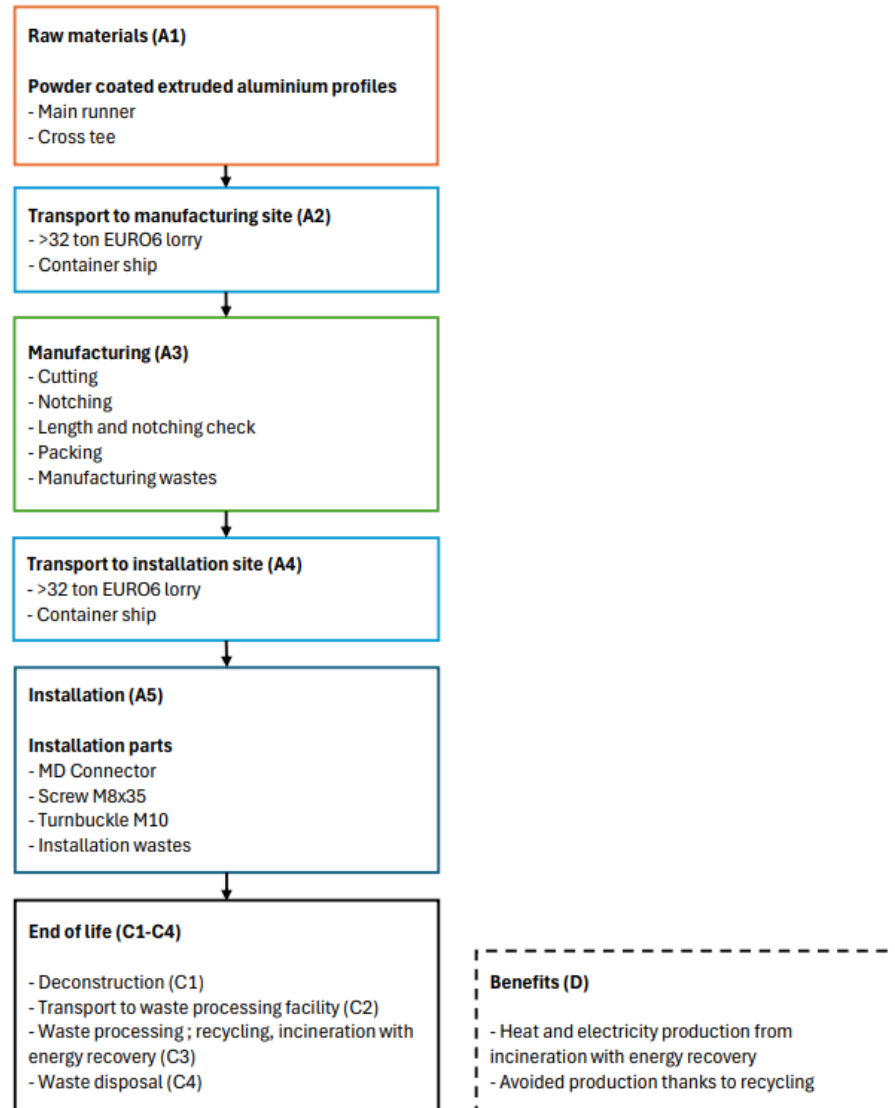 Raw materials (A1)
Powder coated extruded aluminium profiles
- Main runner
- Cross tee
Transport to manufacturing site (A2)
- >32 ton EURO6 lorry
- Container ship
Manufacturing (A3)
- Cutting
- Notching
- Length and notching check
- Packing
- Manufacturing wastes
Transport to installation site (A4)
- >32 ton EURO6 lorry
- Container ship
Installation (A5)
Installation parts
- MD Connector
- Screw M8x35
- Turnbuckle M10
- Installation wastes
End of life (C1-C4)
- Deconstruction (C1)
- Transport to waste processing facility (C2)
- Waste processing ; recycling, incineration with
energy recovery (C3)
- Waste disposal (C4)
Benefits (D)
- Heat and electricity production from
incineration with energy recovery
- Avoided production thanks to recycling